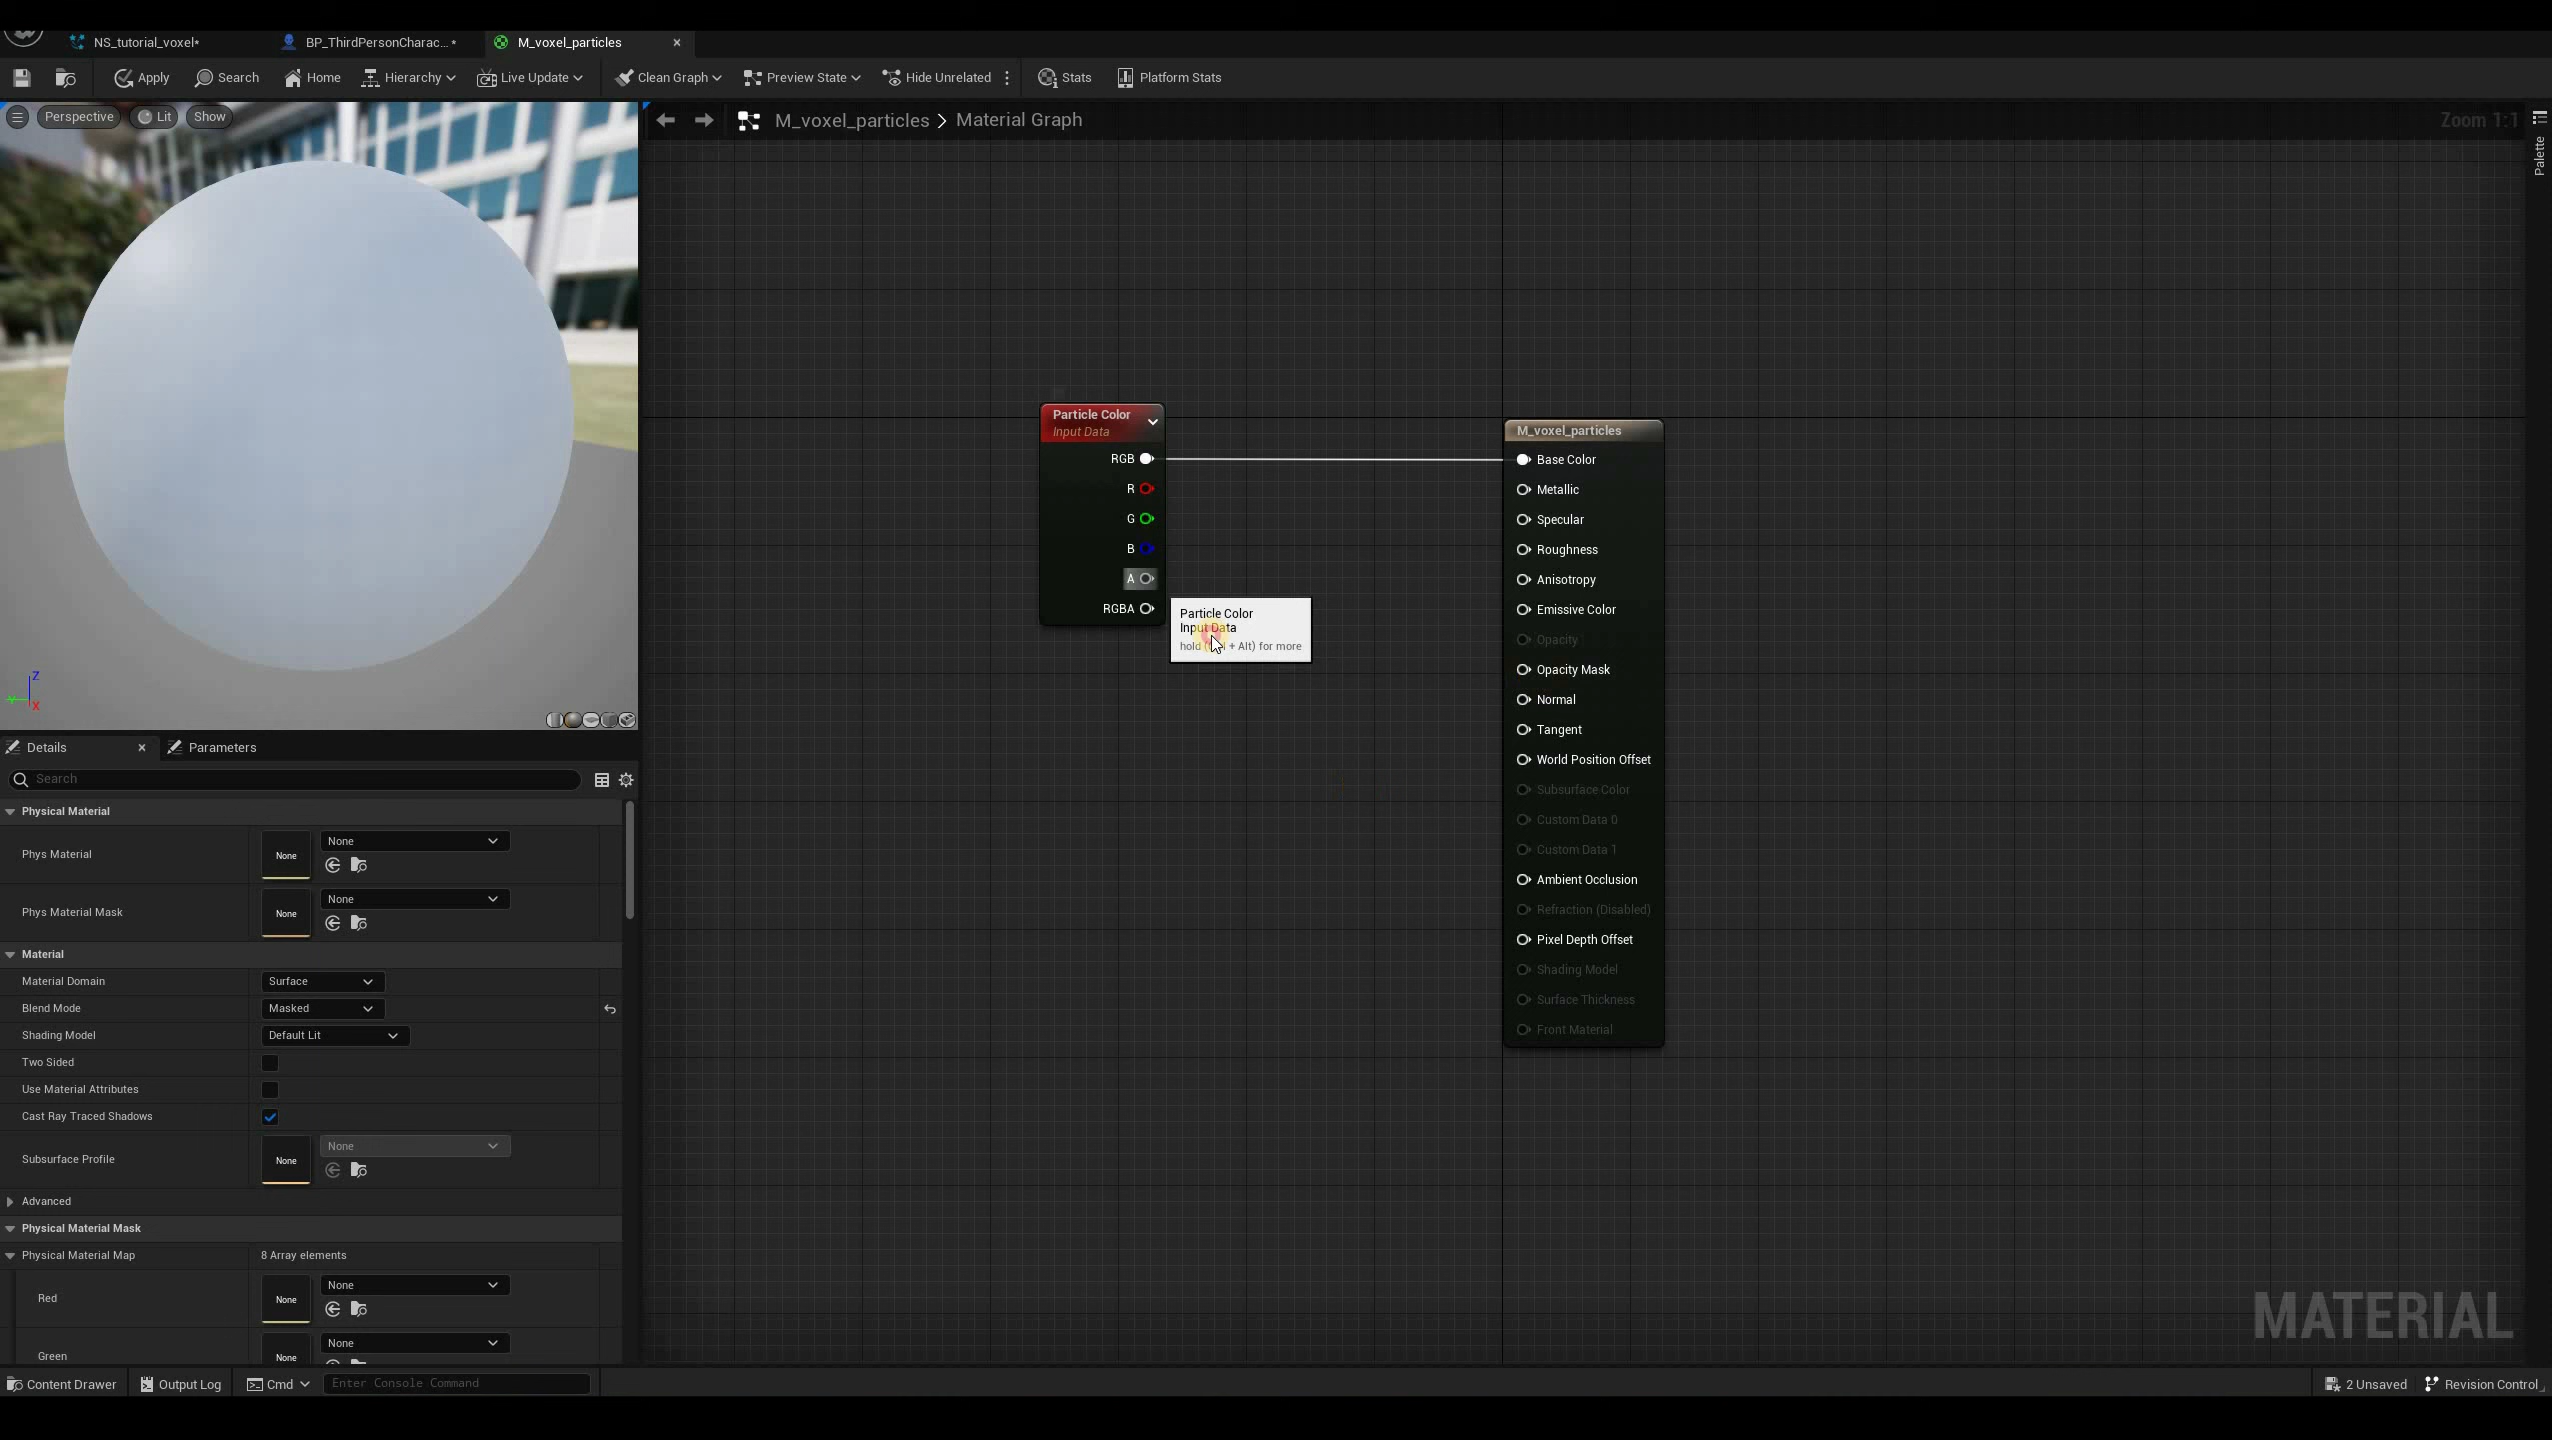 NS_tutorial_voxel*
BP_ThirdPersonCharac... *
M_voxel_particles
Apply
Search
Home
Hierarchy
Live Update
Clean Graph
Preview State
Hide Unrelated
Stats
Platform Stats
Perspective
Lit
Show
M_voxel_particles > Material Graph
Zoom 1:1
Palette
Particle Color
Input Data
RGB
R
G
B
A
RGBA
Particle Color
Input Data
+ Alt) for more
M_voxel_particles
Base Color
Metallic
Specular
Roughness
Anisotropy
Emissive Color
Opacity
Opacity Mask
Normal
Tangent
World Position Offset
Subsurface Color
Custom Data 0
Custom Data 1
Ambient Occlusion
Refraction (Disabled)
Pixel Depth Offset
Shading Model
Surface Thickness
Front Material
Z
Y
X
Details
Parameters
Search
Physical Material
Phys Material
None
None
Phys Material Mask
None
None
Material
Material Domain
Surface
Blend Mode
Masked
Shading Model
Default Lit
Two Sided
Use Material Attributes
Cast Ray Traced Shadows
Subsurface Profile
None
None
Advanced
Physical Material Mask
Physical Material Map
8 Array elements
Red
None
None
Green
None
None
MATERIAL
Content Drawer
Output Log
Cmd
Enter Console Command
2 Unsaved
Revision Control